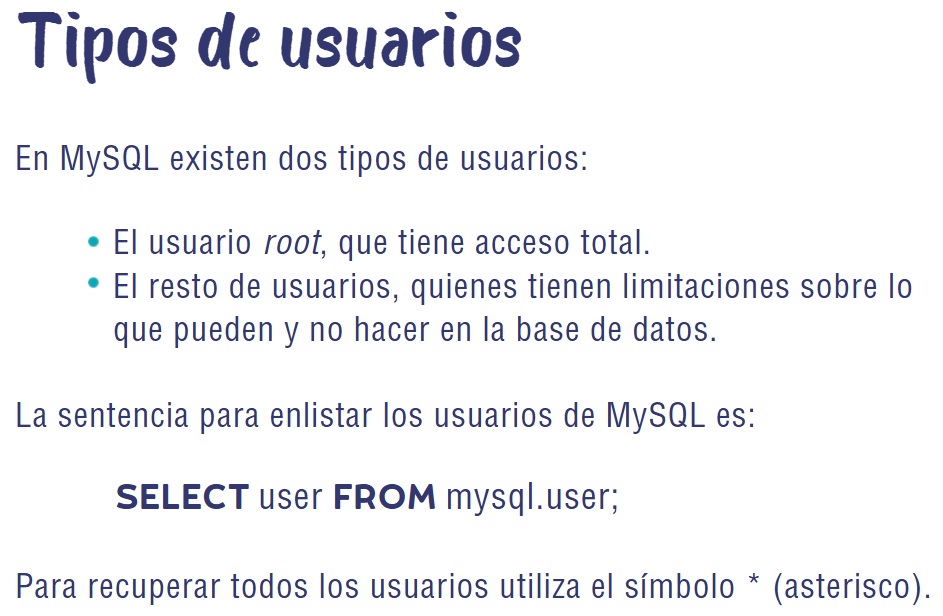 Tipos de usuarios
En MySQL existen dos tipos de usuarios:
• El usuario root, que tiene acceso total.
• El resto de usuarios, quienes tienen limitaciones sobre lo
que pueden y no hacer en la base de datos.
La sentencia para enlistar los usuarios de MySQL es:
SELECT user FROM mysql.user;
Para recuperar todos los usuarios utiliza el símbolo * (asterisco).